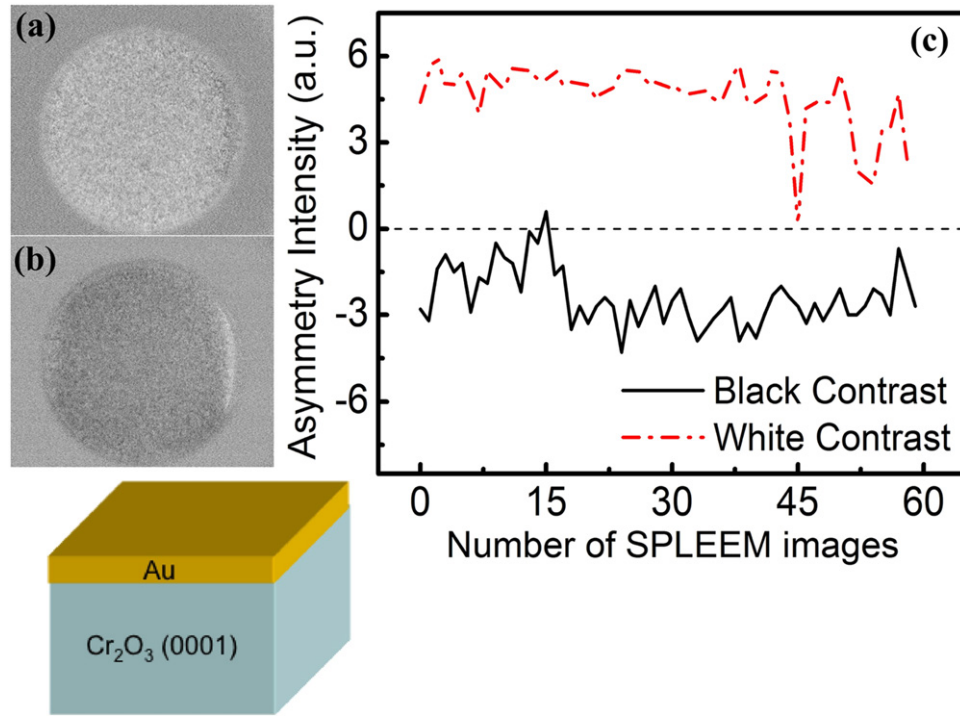 (a)
(b)
(c)
Asymmetry Intensity (a.u.)
6
3
0
-3
-6
Black Contrast
White Contrast
0 15 30 45 60
Number of SPLEEM images
Au
Cr₂O₃ (0001)